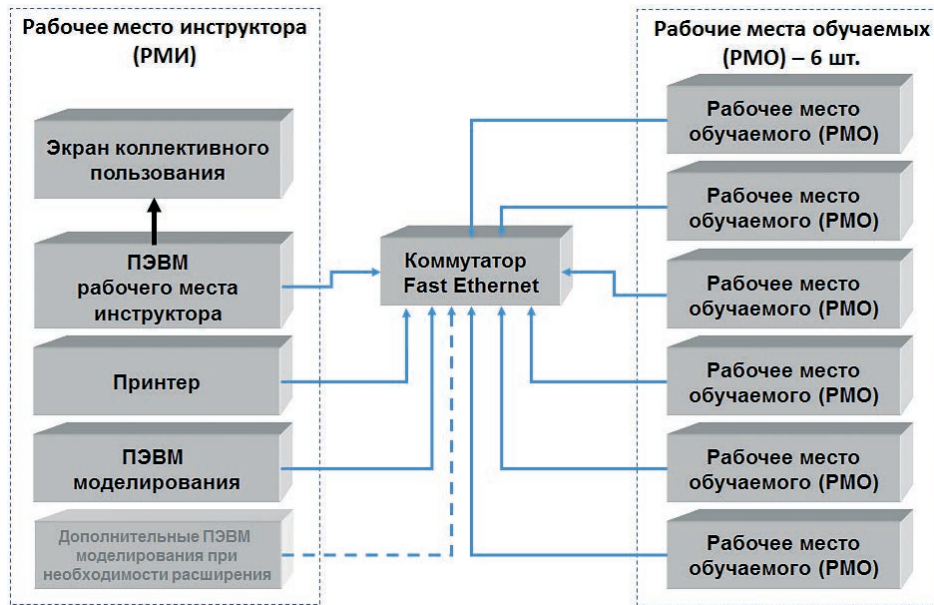 Рабочее место инструктора
(РМИ)
Экран коллективного
пользования
ПЭВМ
рабочего места
инструктора
Принтер
ПЭВМ
моделирования
Дополнительные ПЭВМ
моделирования при
необходимости расширения
Коммутатор
Fast Ethernet
Рабочие места обучаемых
(РМО) – 6 шт.
Рабочее место
обучаемого (РМО)
Рабочее место
обучаемого (РМО)
Рабочее место
обучаемого (РМО)
Рабочее место
обучаемого (РМО)
Рабочее место
обучаемого (РМО)
Рабочее место
обучаемого (РМО)